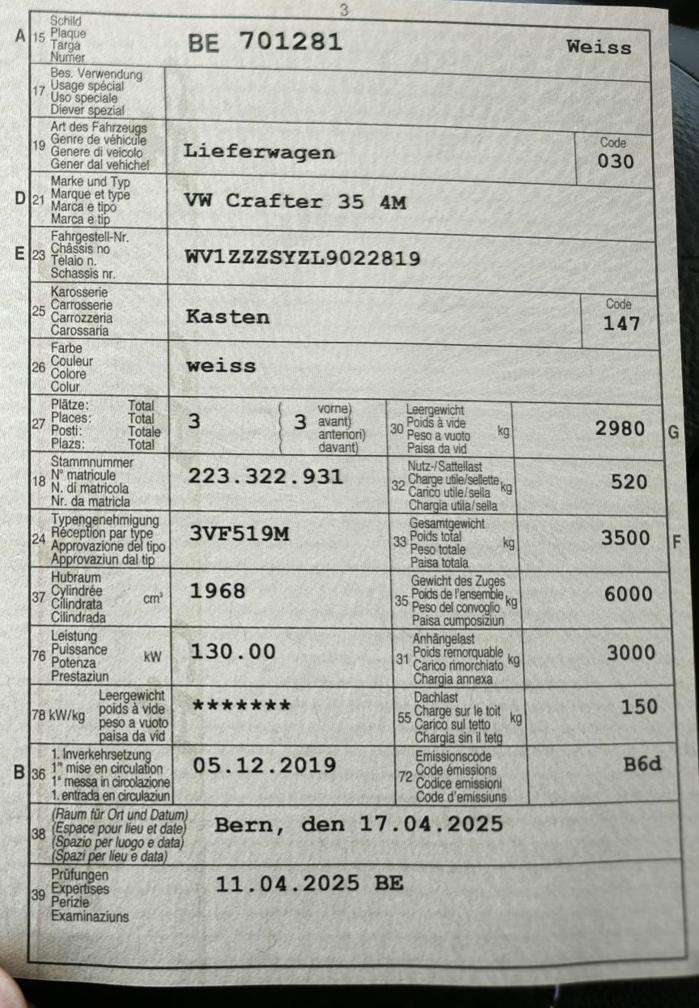 3
A 15 Schild
Plaque
Targa
Numer
BE 701281 Weiss
17 Bes. Verwendung
Usage spécial
Uso speciale
Diever spezial
19 Art des Fahrzeugs
Genre de véhicule
Genere di veicolo
Gener dal vehichel
Lieferwagen
Code
030
D 21 Marke und Typ
Marque et type
Marca e tipo
Marca e tip
VW Crafter 35 4M
E 23 Fahrgestell-Nr.
Châssis no
Telaio n.
Schassis nr.
WV1ZZZSYZL9022819
25 Karosserie
Carrosserie
Carrozzeria
Carossaria
Kasten
Code
147
26 Farbe
Couleur
Colore
Colur
weiss
27 Plätze: Total
Places: Total
Posti: Totale
Plazs: Total
3
3 vorne)
avant)
anteriori)
davant)
30 Leergewicht
Poids à vide
Peso a vuoto
Paisa da vid
kg
2980 G
18 Stammnummer
N° matricule
N. di matricola
Nr. da matricla
223.322.931
32 Nutz-/Sattellast
Charge utile/sellette
Carico utile/sella
Chargia utila/sella
kg
520
24 Typengenehmigung
Réception par type
Approvazione del tipo
Approvaziun dal tip
3VF519M
33 Gesamtgewicht
Poids total
Peso totale
Paisa totala
kg
3500 F
37 Hubraum
Cylindrée
Cilindrata
Cilindrada
cm³
1968
35 Gewicht des Zuges
Poids de l'ensemble
Peso del convoglio
Paisa cumposiziun
kg
6000
76 Leistung
Puissance
Potenza
Prestaziun
kW
130.00
31 Anhängelast
Poids remorquable
Carico rimorchiato
Chargia annexa
kg
3000
78 kW/kg Leergewicht
poids à vide
peso a vuoto
paisa da vid
*******
55 Dachlast
Charge sur le toit
Carico sul tetto
Chargia sin il tetg
kg
150
B 36 1. Inverkehrsetzung
1re mise en circulation
1a messa in circolazione
1. entrada en circulaziun
05.12.2019
72 Emissionscode
Code émissions
Codice emissioni
Code d'emissiuns
B6d
38 (Raum für Ort und Datum)
(Espace pour lieu et date)
(Spazio per luogo e data)
(Spazi per lieu e data)
Bern, den 17.04.2025
39 Prüfungen
Expertises
Perizie
Examinaziuns
11.04.2025 BE